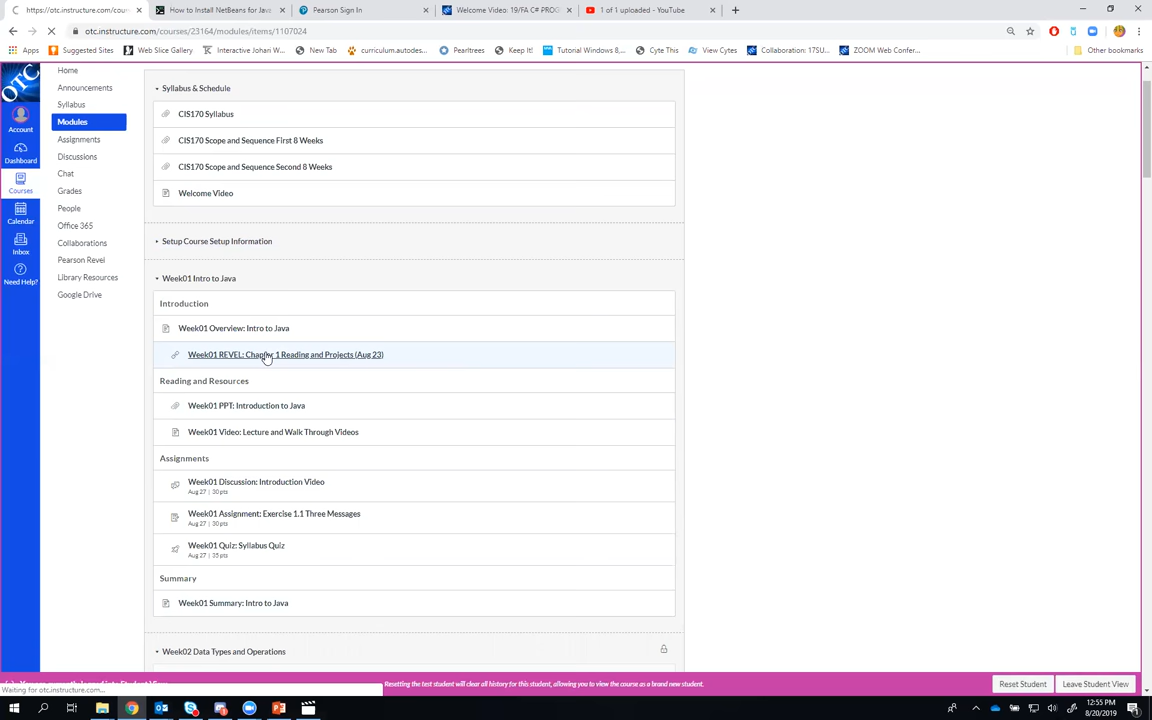 https://otc.instructure.com/cour
How to Install NetBeans for Java
Pearson Sign In
Welcome Video: 19/FA C# PROG
1 of 1 uploaded - YouTube
https://otc.instructure.com/courses/23164/modules/items/1107024
Apps
Suggested Sites
Web Slice Gallery
Interactive Johan W...
New Tab
curriculum.autodes...
Pearltrees
Keep It!
Tutorial Windows 8,...
Cyte This
View Cytes
Collaboration: 17SU...
ZOOM Web Confer...
Other bookmarks
OTC
Account
Dashboard
Courses
Calendar
Inbox
Need Help?
Home
Announcements
Syllabus
Modules
Assignments
Discussions
Chat
Grades
People
Office 365
Collaborations
Pearson Revel
Library Resources
Google Drive
Syllabus & Schedule
CIS170 Syllabus
CIS170 Scope and Sequence First 8 Weeks
CIS170 Scope and Sequence Second 8 Weeks
Welcome Video
Setup Course Setup Information
Week01 Intro to Java
Introduction
Week01 Overview: Intro to Java
Week01 REVEL: Chapter 1 Reading and Projects (Aug 23)
Reading and Resources
Week01 PPT: Introduction to Java
Week01 Video: Lecture and Walk Through Videos
Assignments
Week01 Discussion: Introduction Video
Aug 27 | 30 pts
Week01 Assignment: Exercise 1.1 Three Messages
Aug 27 | 30 pts
Week01 Quiz: Syllabus Quiz
Aug 27 | 35 pts
Summary
Week01 Summary: Intro to Java
Week02 Data Types and Operations
Resetting the test student will clear all history for this student, allowing you to view the course as a brand new student.
Reset Student
Leave Student View
Waiting for otc.instructure.com...
12:55 PM
8/20/2019